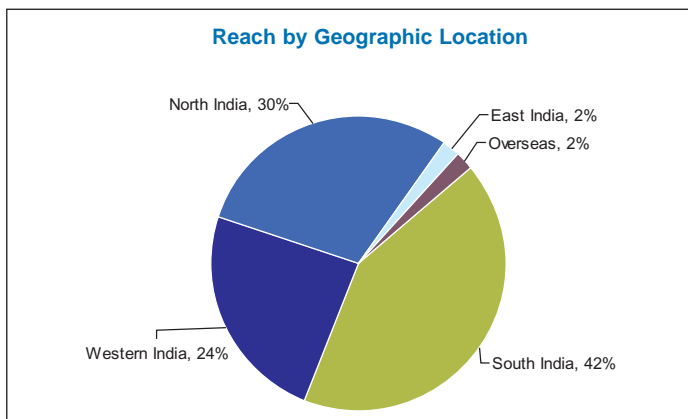 Reach by Geographic Location
North India, 30%
East India, 2%
Overseas, 2%
Western India, 24%
South India, 42%